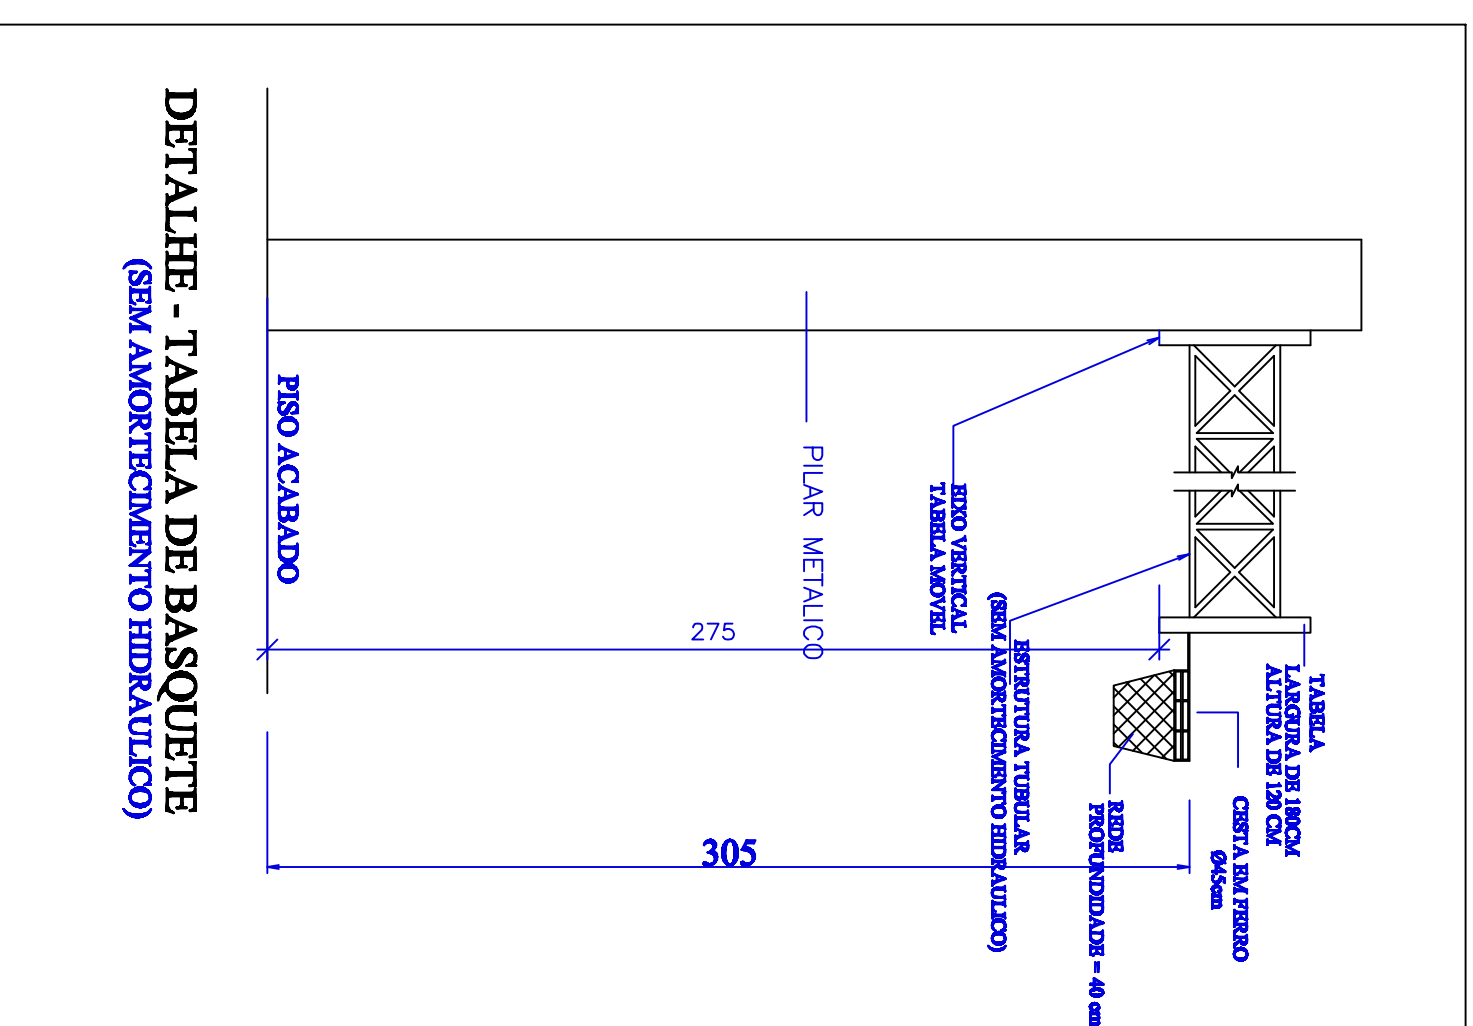 TABELA
LARGURA DE 180CM
ALTURA DE 120 CM
CESTA EM FERRO
Ø45cm
REDE
PROFUNDIDADE = 40 cm
ESTRUTURA TUBULAR
(SEM AMORTECIMENTO HIDRAULICO)
EIXO VERTICAL
TABELA MOVEL
PILAR METALICO
275
305
PISO ACABADO
DETALHE - TABELA DE BASQUETE
(SEM AMORTECIMENTO HIDRAULICO)